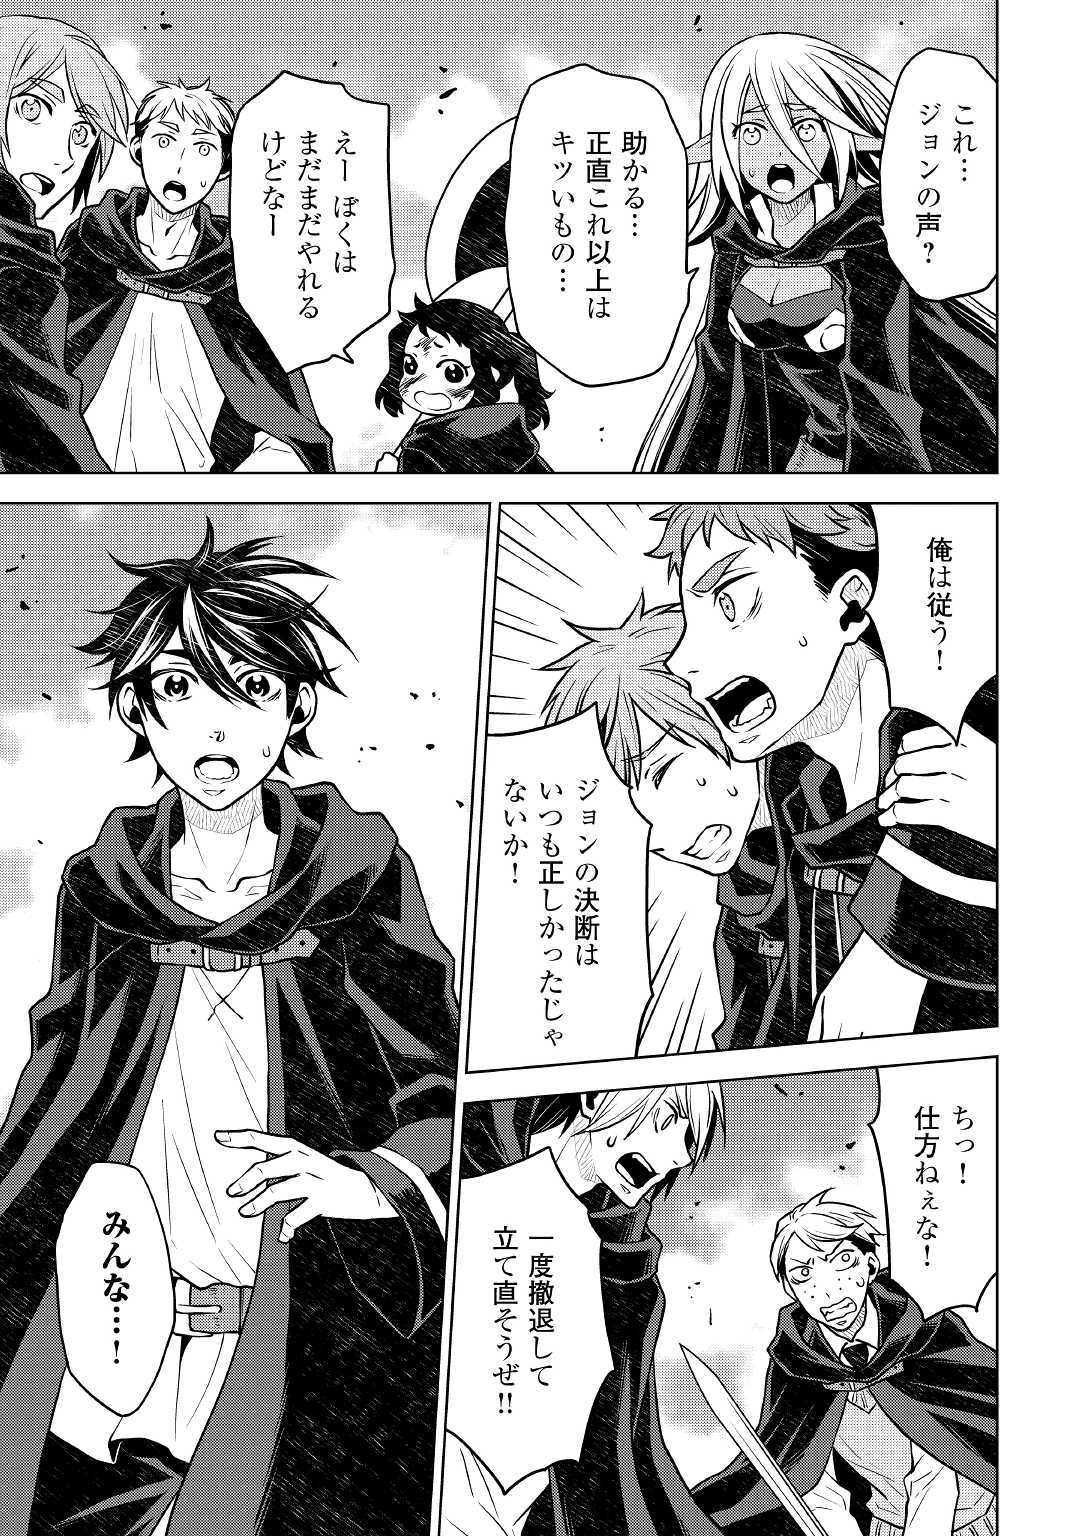 これ…
ジョンの声？
助かる…
正直これ以上は
キツいもの…
えー ぼくは
まだまだやれる
けどなー
俺は従う！
ジョンの決断は
いつも正しかったじゃ
ないか！
ちっ！
仕方ねぇな！
一度撤退して
立て直そうぜ!!
みんな…！